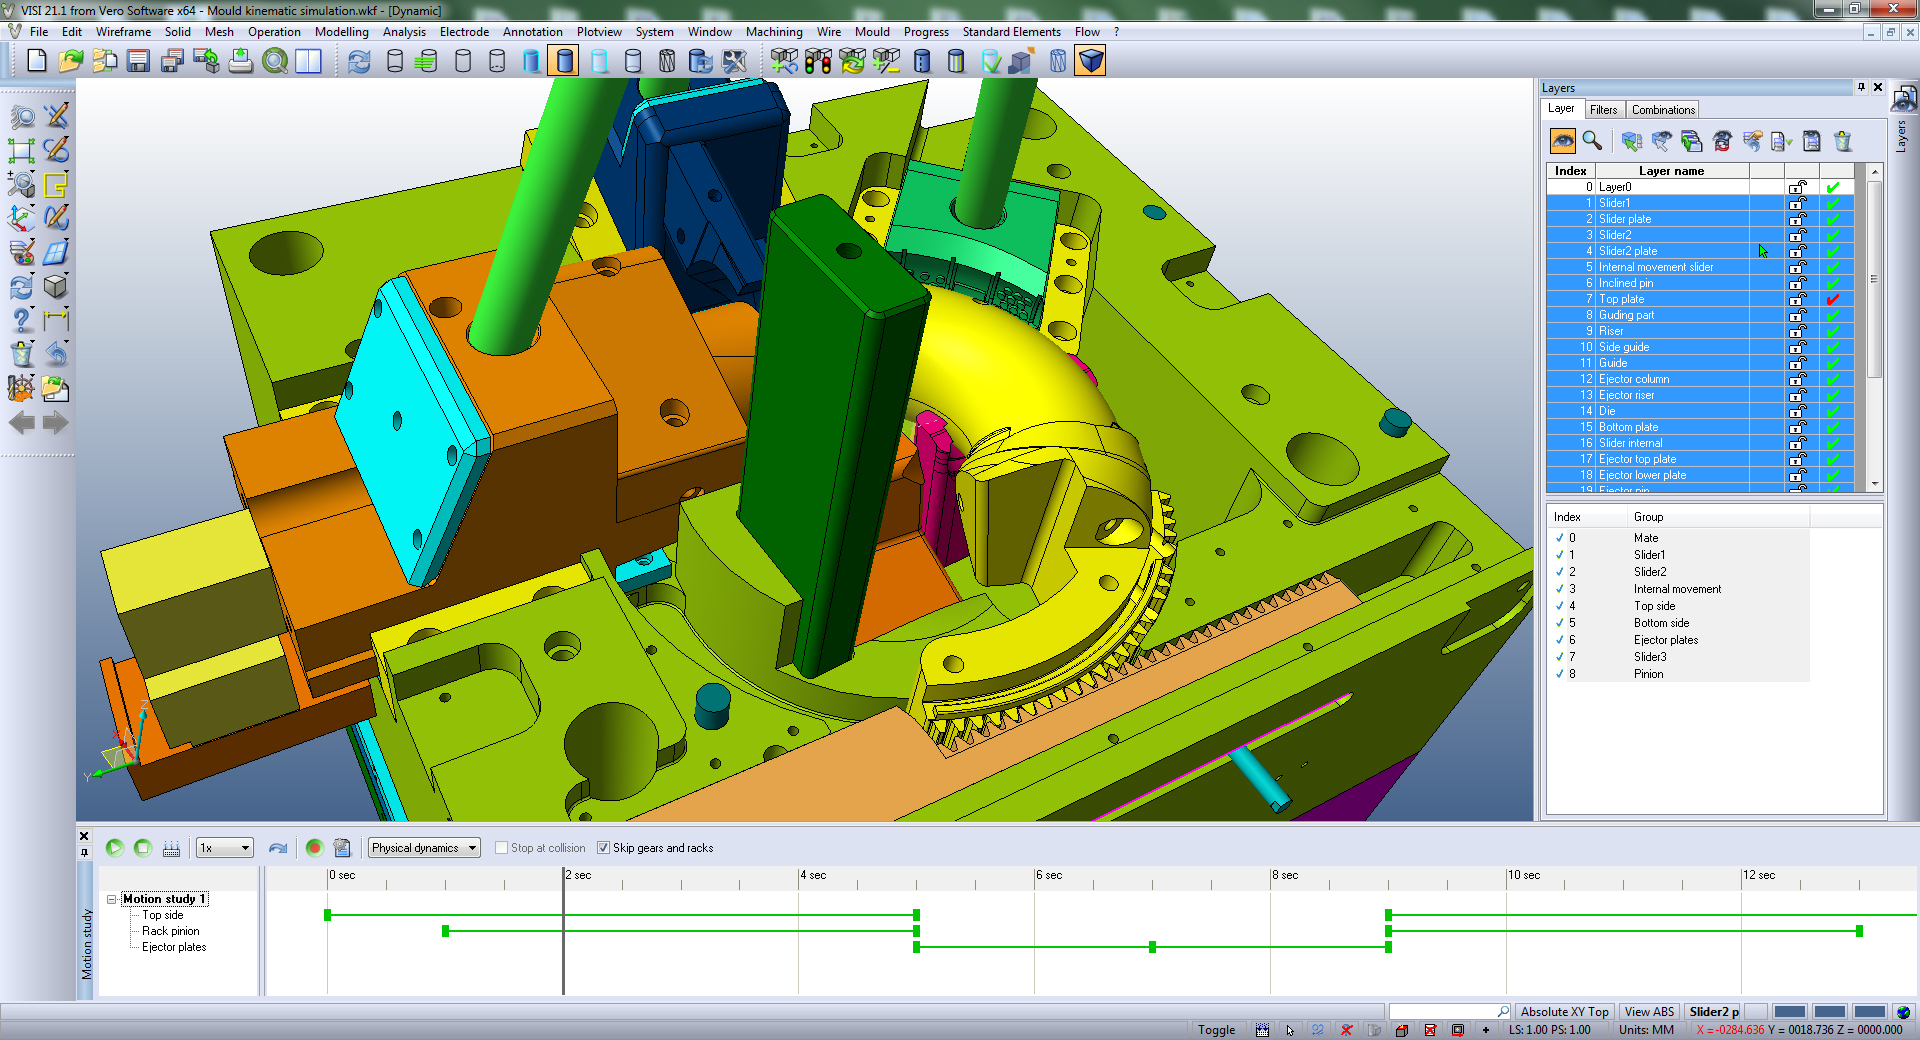 VISI 21.1 from Vero Software x64 - Mould kinematic simulation.wkf - [Dynamic]
File Edit Wireframe Solid Mesh Operation Modelling Analysis Electrode Annotation Plotview System Window Machining Wire Mould Progress Standard Elements Flow ?
Layers
Layer Filters Combinations
Index Layer name
0 Layer0
1 Slider1
2 Slider plate
3 Slider2
4 Slider2 plate
5 Internal movement slider
6 Inclined pin
7 Top plate
8 Guding part
9 Riser
10 Side guide
11 Guide
12 Ejector column
13 Ejector riser
14 Die
15 Bottom plate
16 Slider internal
17 Ejector top plate
18 Ejector lower plate
19 Ejector pin
Layers
Index Group
0 Mate
1 Slider1
2 Slider2
3 Internal movement
4 Top side
5 Bottom side
6 Ejector plates
7 Slider3
8 Pinion
Z
X
Y
1x Physical dynamics Stop at collision Skip gears and racks
0 sec 2 sec 4 sec 6 sec 8 sec 10 sec 12 sec
Motion study 1
Top side
Rack pinion
Ejector plates
Motion study
Absolute XY Top View ABS Slider2 p
Toggle LS: 1.00 PS: 1.00 Units: MM X =-0284.636 Y = 0018.736 Z = 0000.000